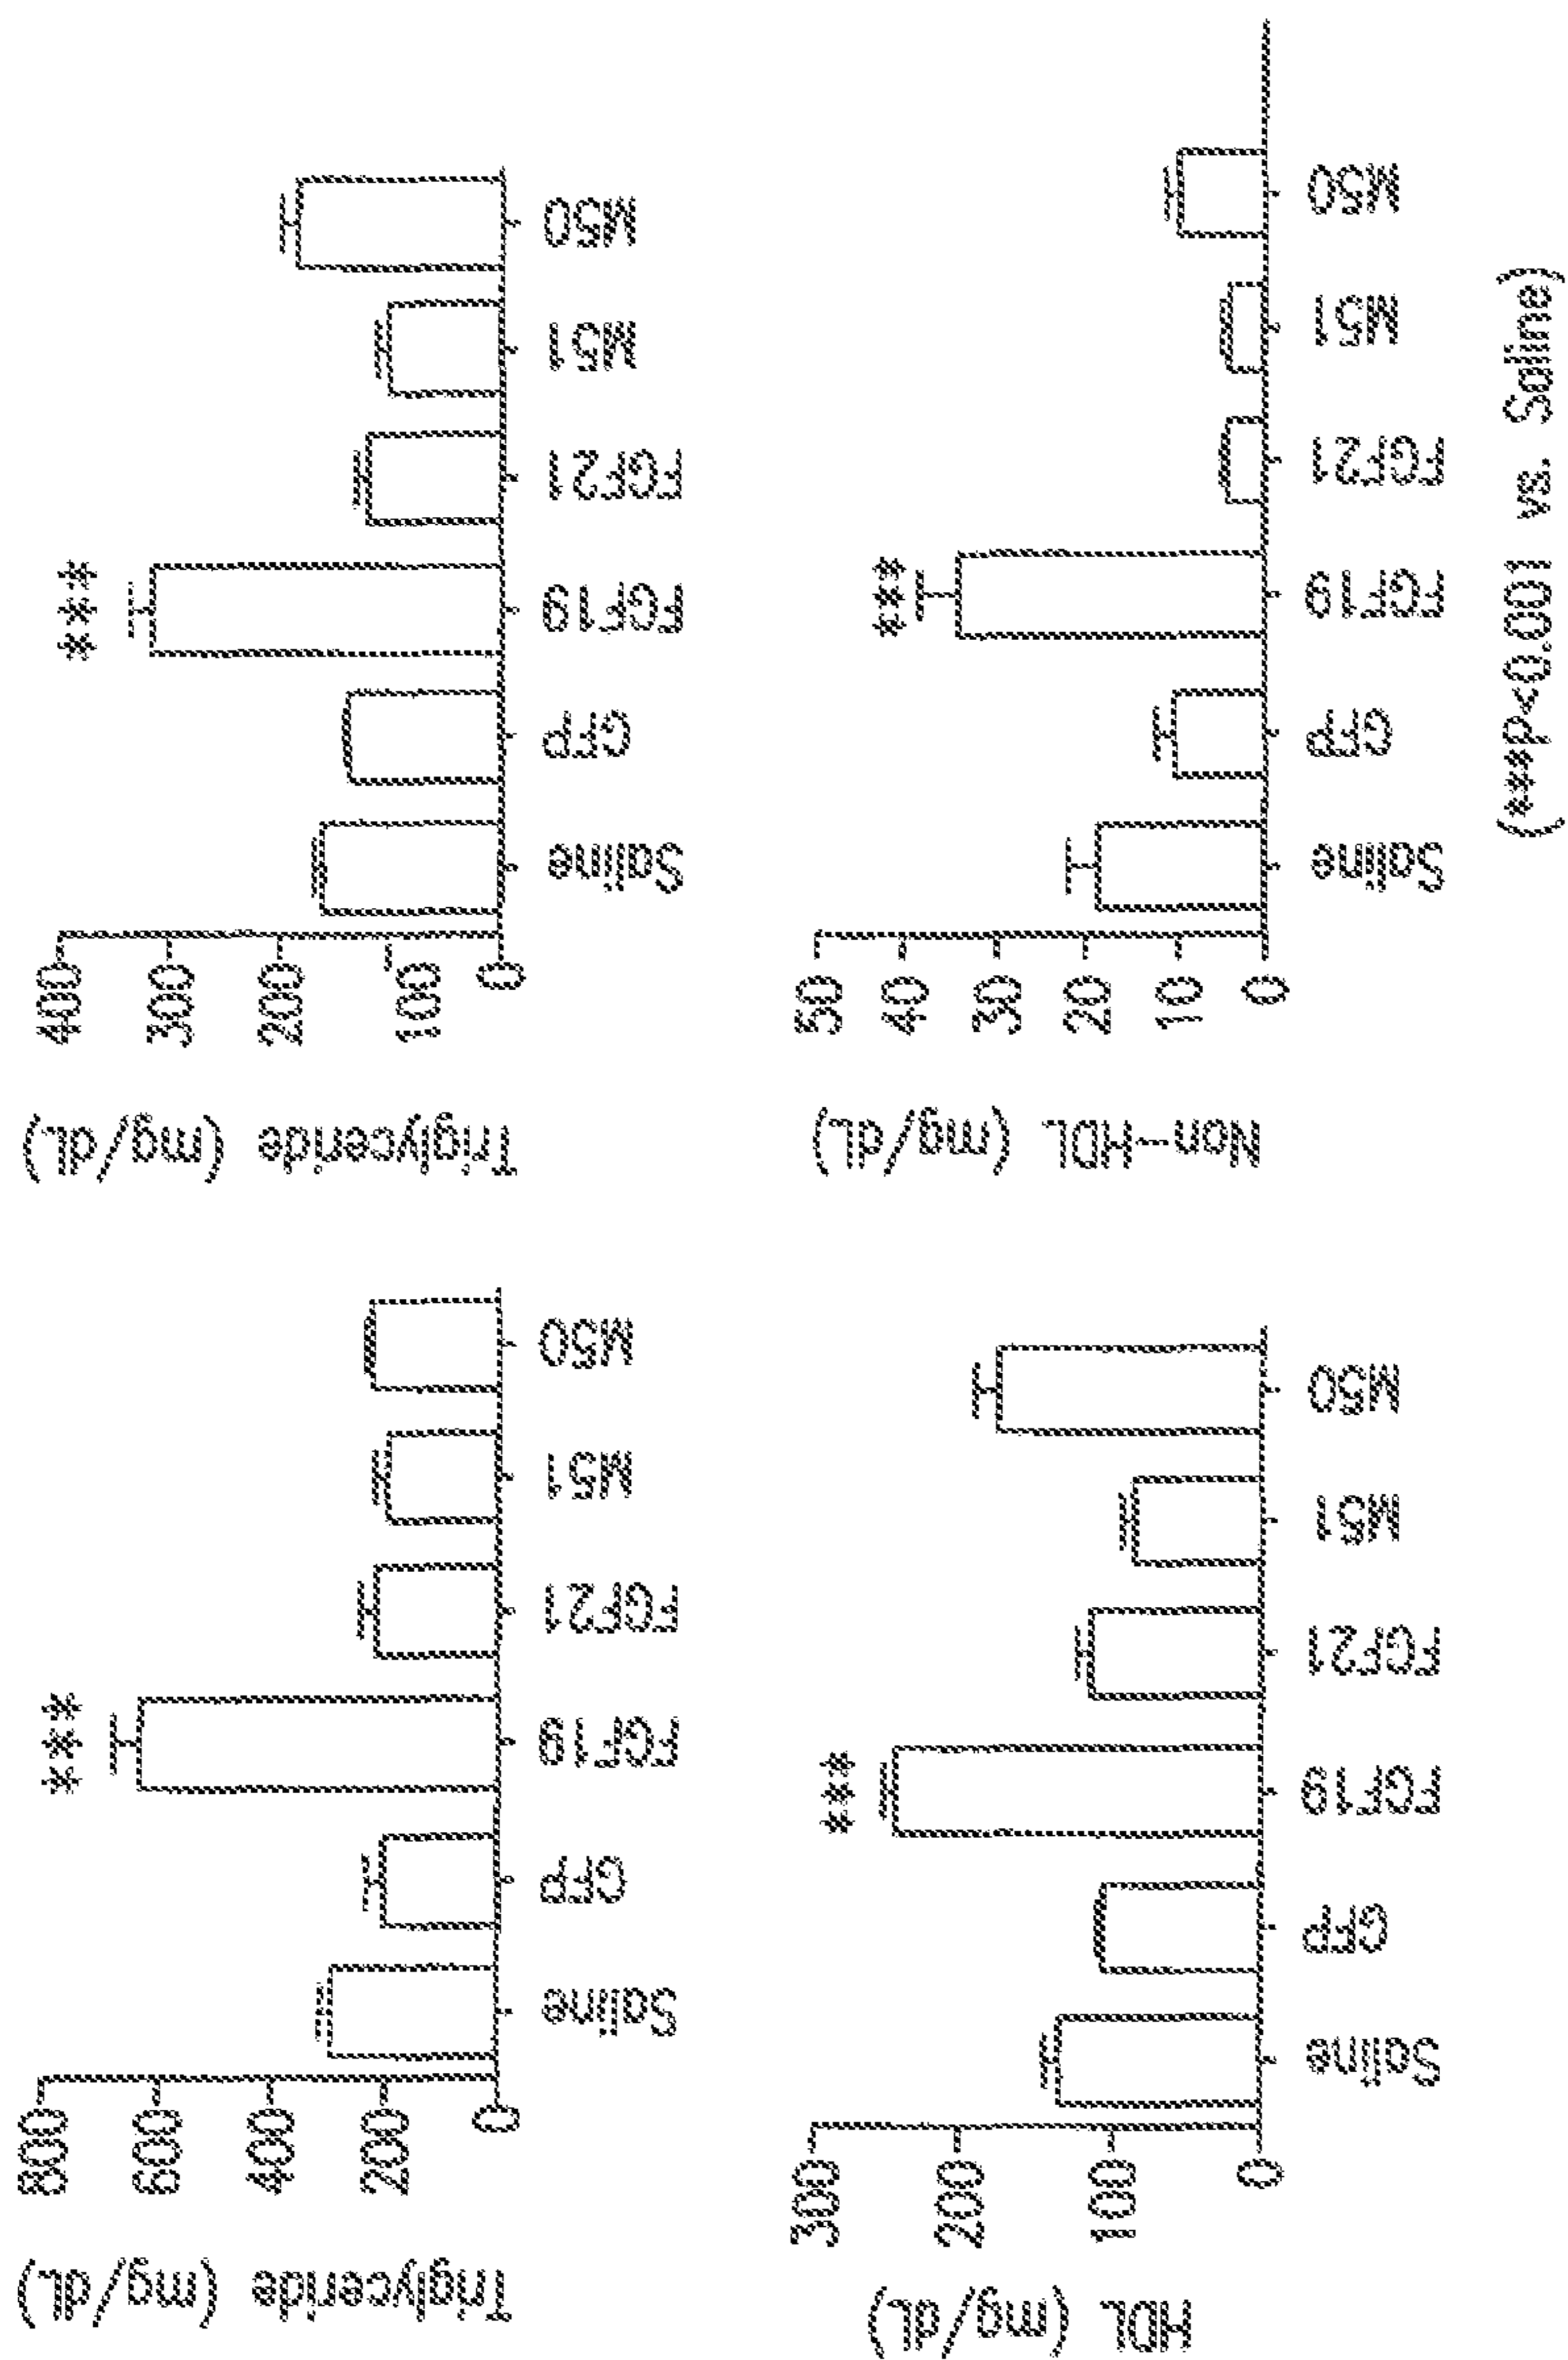 Triglyceride (mg/dL)
800
600
400
200
0
Saline GFP FGF19 FGF21 M51 M50
***
Triglyceride (mg/dL)
400
300
200
100
0
Saline GFP FGF19 FGF21 M51 M50
***
HDL (mg/dL)
300
200
100
0
Saline GFP FGF19 FGF21 M51 M50
***
Non-HDL (mg/dL)
50
40
30
20
10
0
Saline GFP FGF19 FGF21 M51 M50
***
(***p<0.001 vs. Saline)